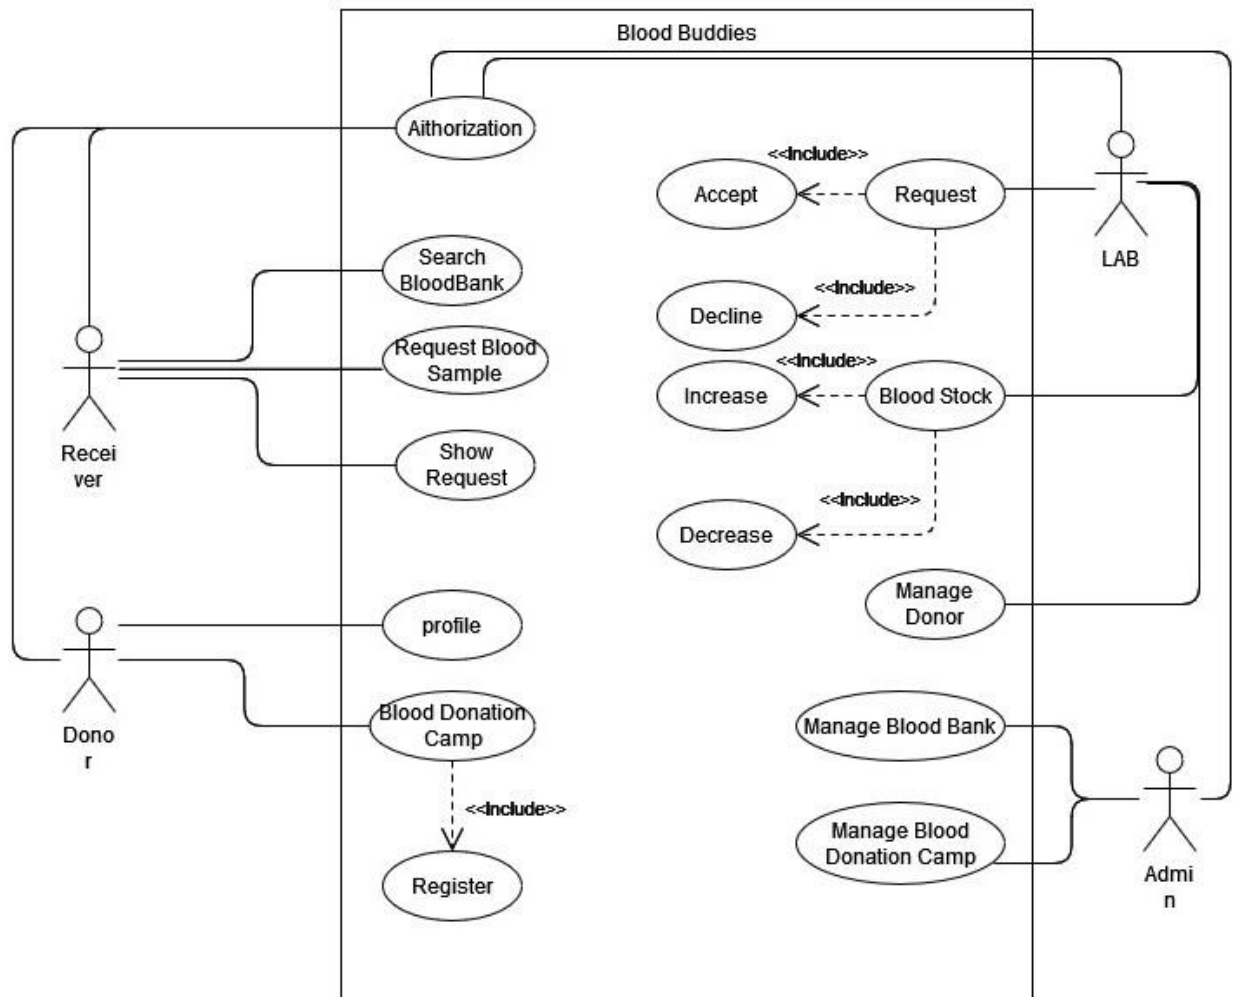 Blood Buddies
Aithorization
<<Include>>
Accept
Request
LAB
Search
BloodBank
<<Include>>
Decline
Request Blood
Sample
<<Include>>
Increase
Blood Stock
Recei
ver
Show
Request
<<Include>>
Decrease
Manage
Donor
profile
Dono
r
Blood Donation
Camp
Manage Blood Bank
<<Include>>
Manage Blood
Donation Camp
Admi
n
Register